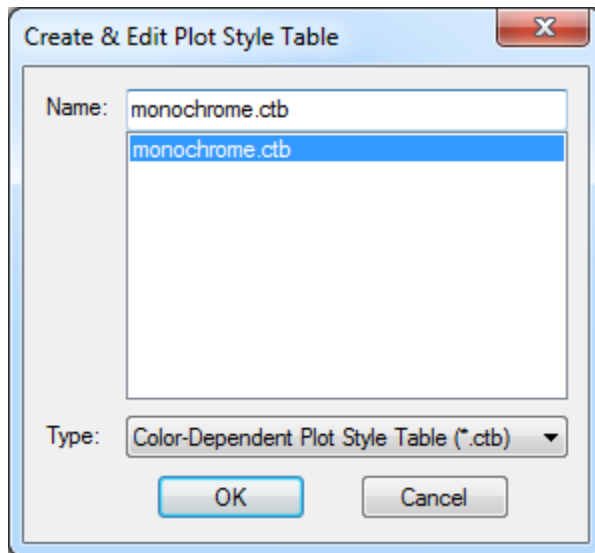 Create & Edit Plot Style Table
Name: monochrome.ctb
monochrome.ctb
Type: Color-Dependent Plot Style Table (*.ctb)
OK Cancel